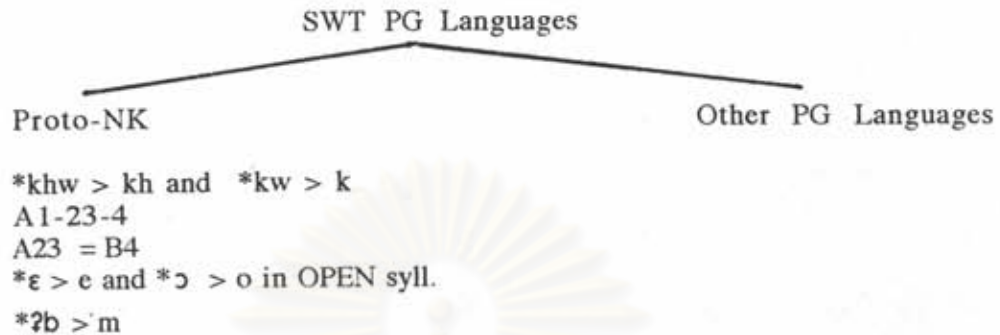 SWT PG Languages
Proto-NK
Other PG Languages
*khw > kh and *kw > k
A1-23-4
A23 = B4
*ɛ > e and *ɔ > o in OPEN syll.
*ʔb > m